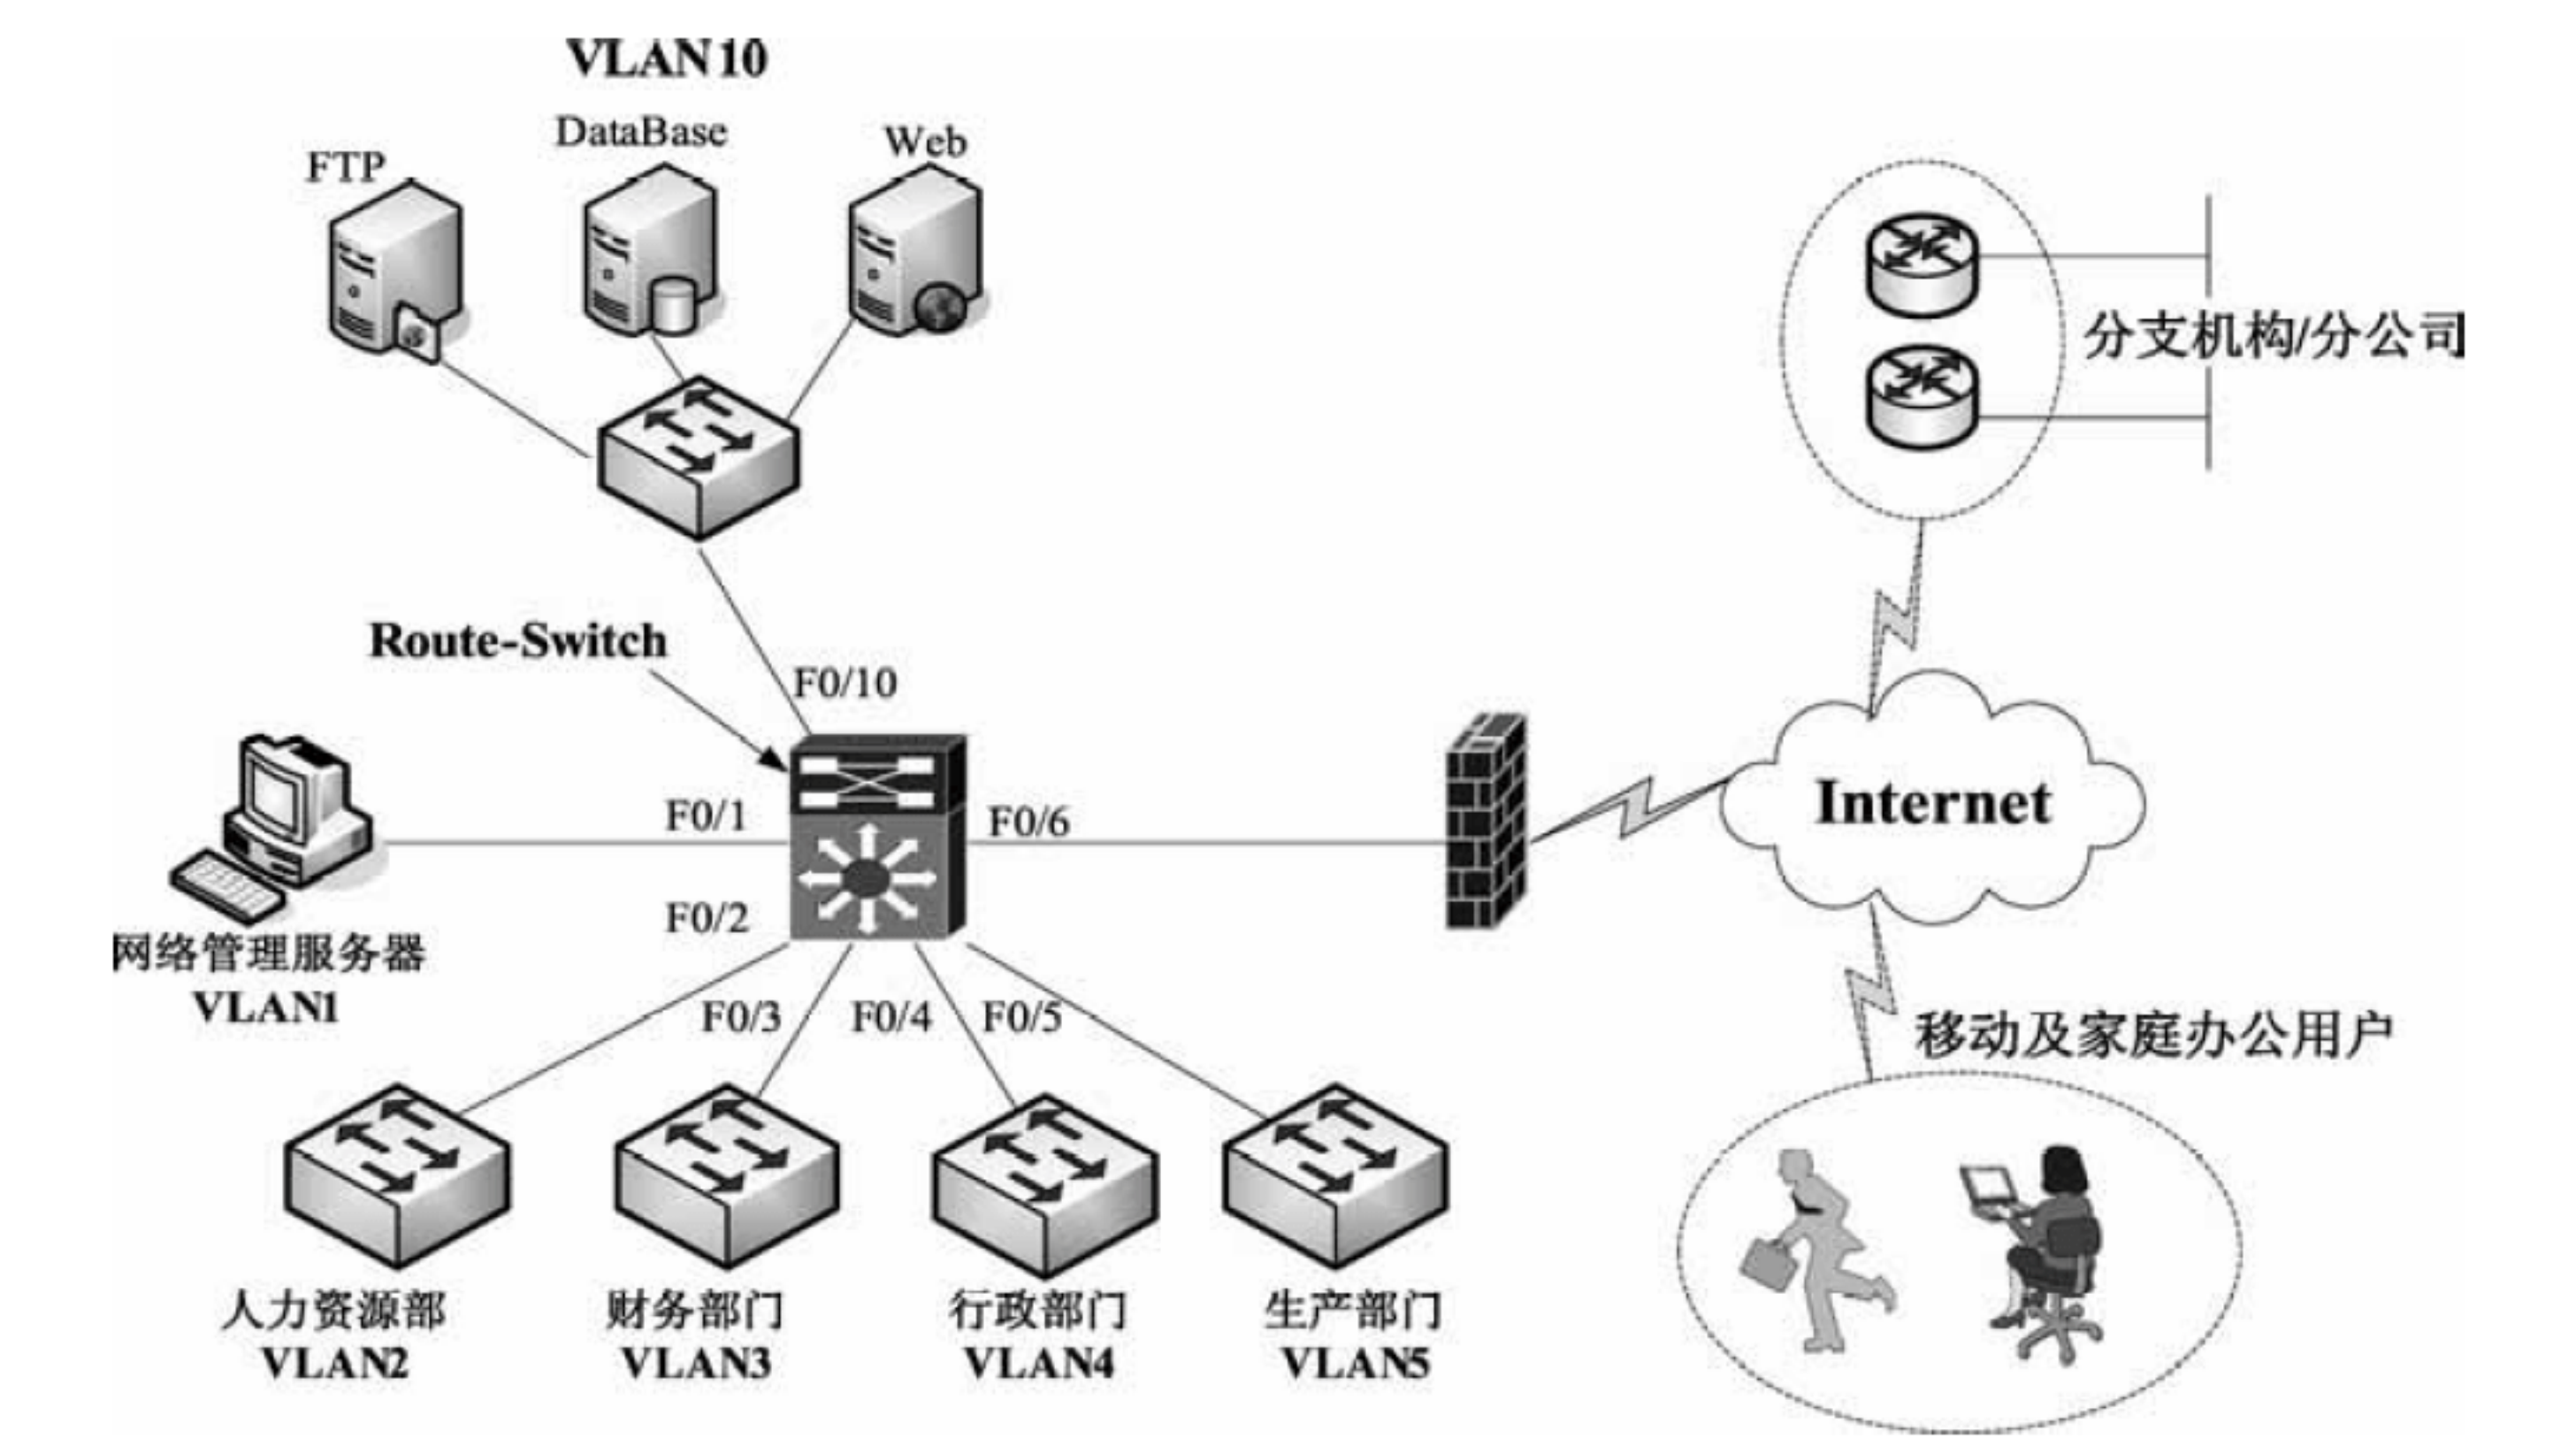 VLAN10
DataBase
Web
FTP
分支机构/分公司
Route-Switch
F0/10
F0/1
F0/6
Internet
F0/2
网络管理服务器
VLAN1
F0/3
F0/4
F0/5
移动及家庭办公用户
人力资源部
VLAN2
财务部门
VLAN3
行政部门
VLAN4
生产部门
VLAN5